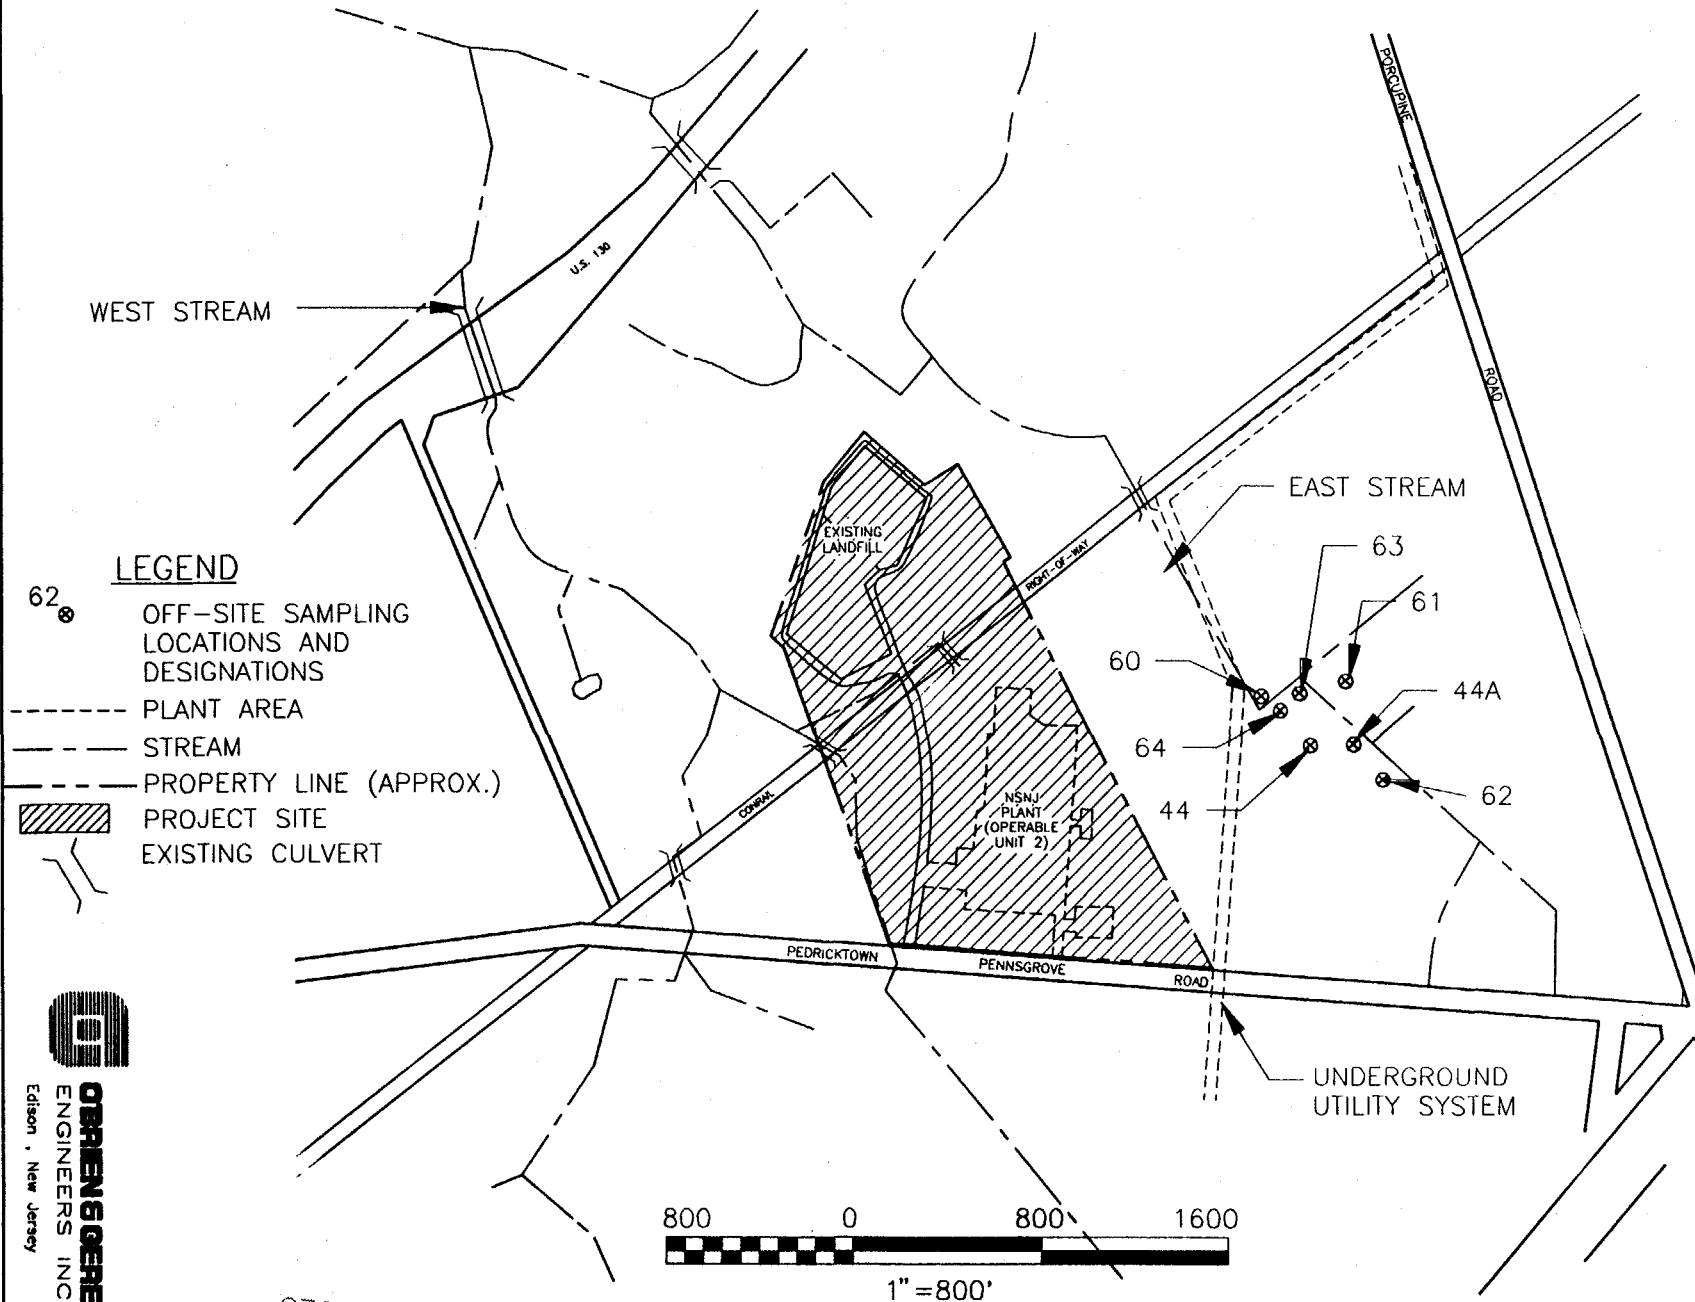 PORCUPINE
ROAD
U.S. 130
WEST STREAM
EAST STREAM
EXISTING
LANDFILL
RIGHT-OF-WAY
63
61
60
44A
64
44
62
LEGEND
62
OFF-SITE SAMPLING
LOCATIONS AND
DESIGNATIONS
PLANT AREA
STREAM
PROPERTY LINE (APPROX.)
PROJECT SITE
EXISTING CULVERT
CONRAIL
NSNJ
PLANT
(OPERABLE
UNIT 2)
PEDRICKTOWN
PENNSGROVE
ROAD
UNDERGROUND
UTILITY SYSTEM
OBRIEN & GERE
ENGINEERS INC
Edison, New Jersey
800 0 800 1600
1"=800'